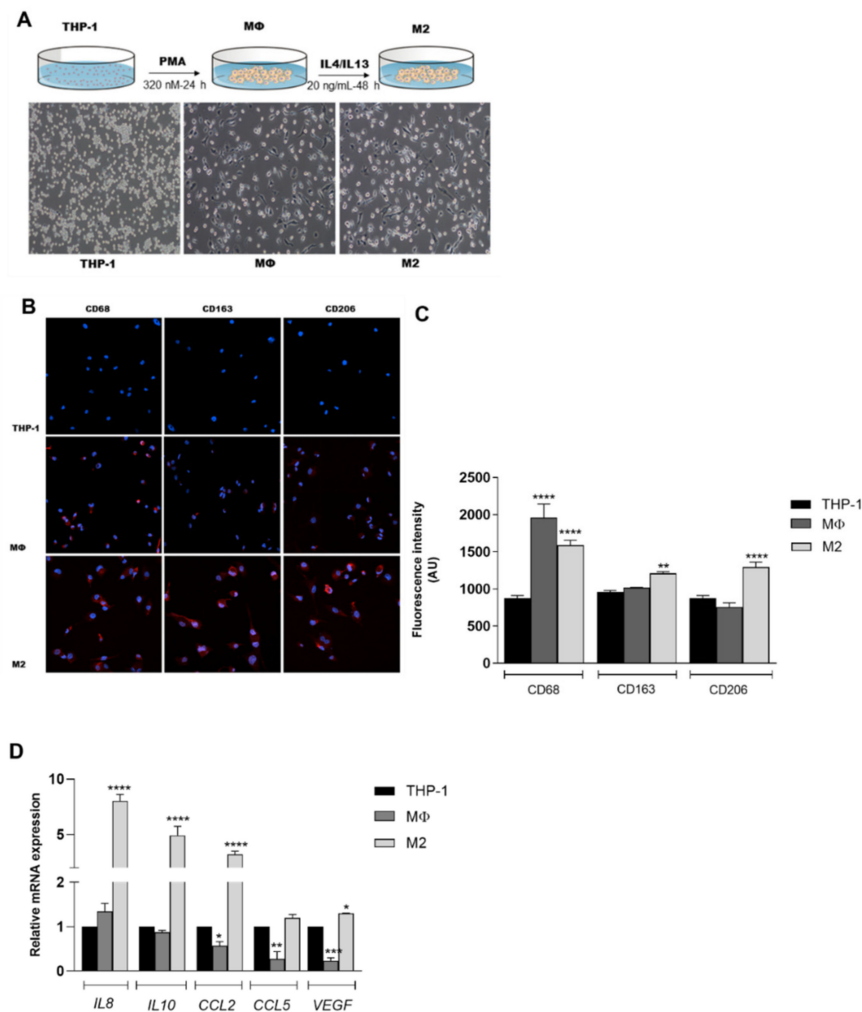 A
THP-1 MΦ M2
PMA IL4/IL13
320 nM-24 h 20 ng/mL-48 h
THP-1 MΦ M2
B
CD68 CD163 CD206
THP-1
MΦ
M2
C
Fluorescence intensity
(AU)
2500
2000
1500
1000
500
0
**** **** ** ****
CD68 CD163 CD206
THP-1
MΦ
M2
D
Relative mRNA expression
10
5
2
1
0
**** **** **** * ** *** *
IL8 IL10 CCL2 CCL5 VEGF
THP-1
MΦ
M2